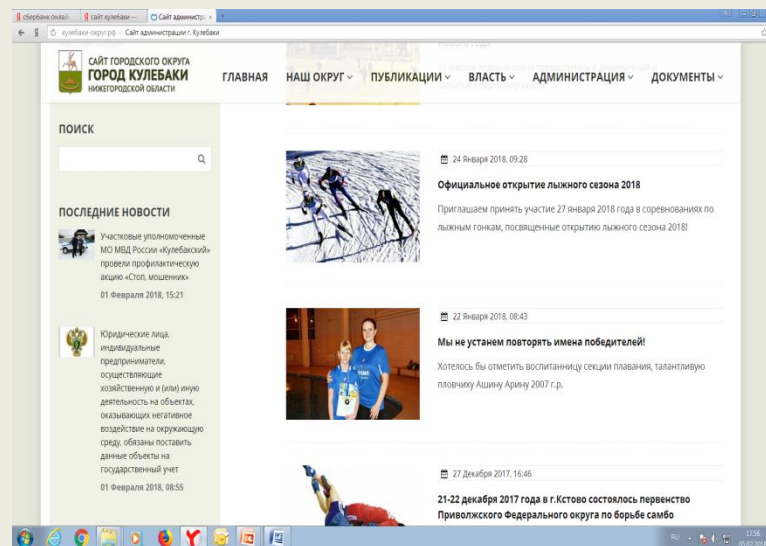 сбербанк онлай
сайт кулебаки —
Сайт администра
кулебаки-округ.рф › Сайт администрации г. Кулебаки
САЙТ ГОРОДСКОГО ОКРУГА
ГОРОД КУЛЕБАКИ
НИЖЕГОРОДСКОЙ ОБЛАСТИ
ГЛАВНАЯ НАШ ОКРУГ ПУБЛИКАЦИИ ВЛАСТЬ АДМИНИСТРАЦИЯ ДОКУМЕНТЫ
ПОИСК
ПОСЛЕДНИЕ НОВОСТИ
Участковые уполномоченные
МО МВД России «Кулебакский»
провели профилактическую
акцию «Стоп, мошенник»
01 Февраля 2018, 15:21
Юридические лица,
индивидуальные
предприниматели,
осуществляющие
хозяйственную и (или) иную
деятельность на объектах,
оказывающих негативное
воздействие на окружающую
среду, обязаны поставить
данные объекты на
государственный учет
01 Февраля 2018, 08:55
24 Января 2018, 09:28
Официальное открытие лыжного сезона 2018
Приглашаем принять участие 27 января 2018 года в соревнованиях по
лыжным гонкам, посвященные открытию лыжного сезона 2018!
22 Января 2018, 08:43
Мы не устанем повторять имена победителей!
Хотелось бы отметить воспитанницу секции плавания, талантливую
пловчиху Ашину Арину 2007 г.р.
27 Декабря 2017, 16:46
21-22 декабря 2017 года в г.Кстово состоялось первенство
Приволжского Федерального округа по борьбе самбо
RU
17:56